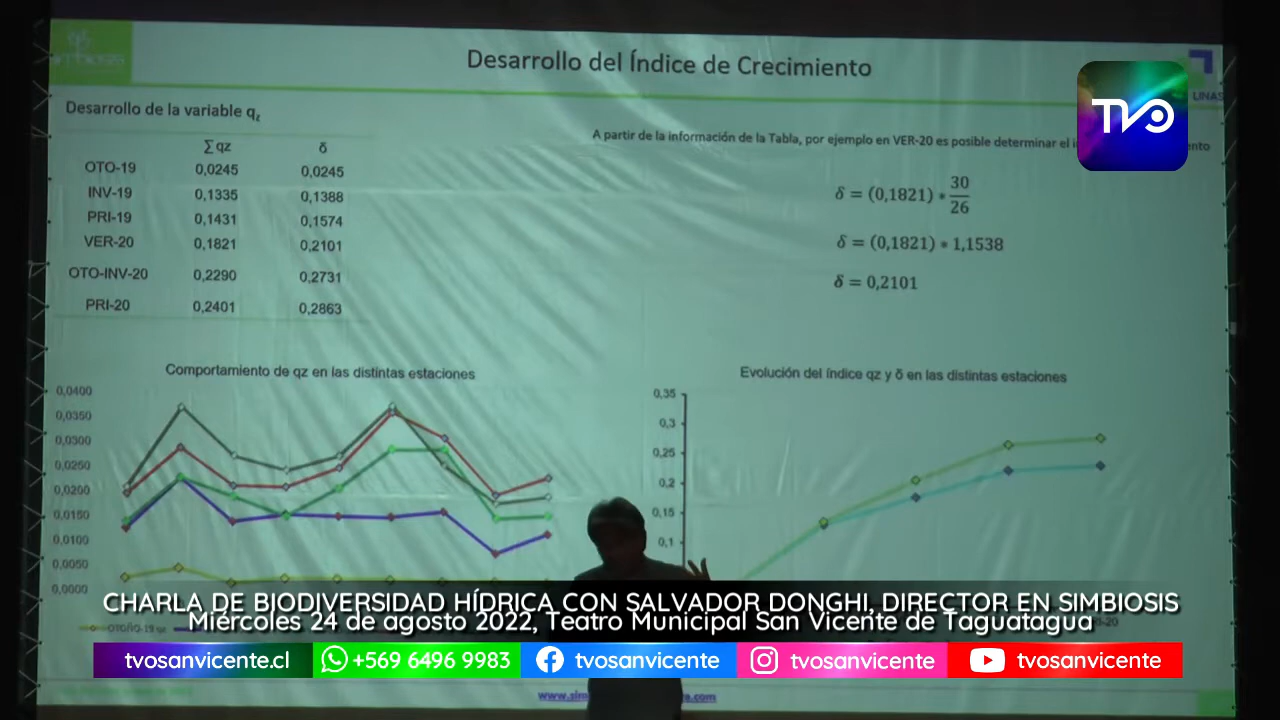 Desarrollo del Índice de Crecimiento
LINAS
TVO
Desarrollo de la variable qz
∑ qz δ
OTO-19 0,0245 0,0245
INV-19 0,1335 0,1388
PRI-19 0,1431 0,1574
VER-20 0,1821 0,2101
OTO-INV-20 0,2290 0,2731
PRI-20 0,2401 0,2863
A partir de la información de la Tabla, por ejemplo en VER-20 es posible determinar el
δ = (0,1821) * 30/26
δ = (0,1821) * 1,1538
δ = 0,2101
Comportamiento de qz en las distintas estaciones
0,0400
0,0350
0,0300
0,0250
0,0200
0,0150
0,0100
0,0050
0,0000
OTOÑO-19 qz
Evolución del índice qz y δ en las distintas estaciones
0,35
0,3
0,25
0,2
0,15
0,1
CHARLA DE BIODIVERSIDAD HÍDRICA CON SALVADOR DONGHI, DIRECTOR EN SIMBIOSIS
Miércoles 24 de agosto 2022, Teatro Municipal San Vicente de Taguatagua
tvosanvicente.cl +569 6496 9983 tvosanvicente tvosanvicente tvosanvicente